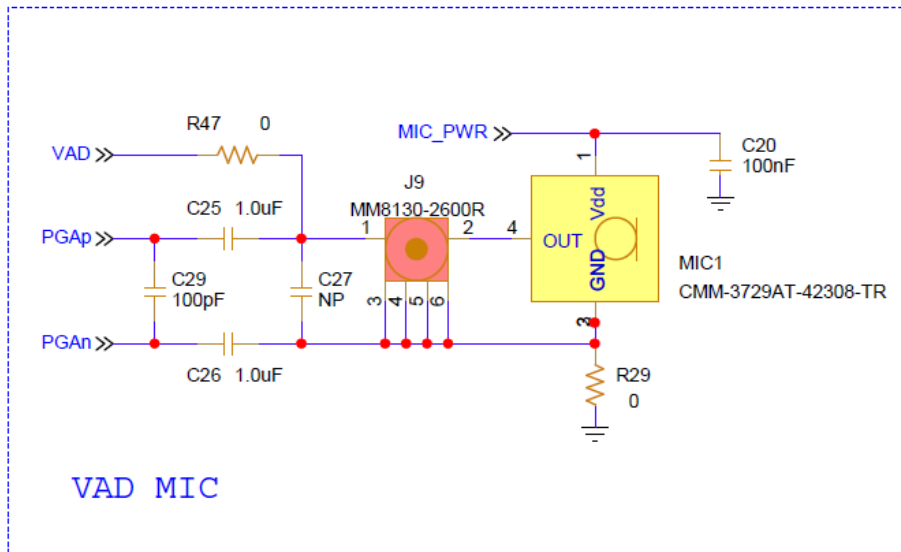 R47 0
MIC_PWR
VAD
C20
100nF
J9
MM8130-2600R
1
Vdd
C25 1.0uF
PGAp
1
2
4
OUT
GND
MIC1
CMM-3729AT-42308-TR
C29
100pF
C27
NP
3
4
5
6
PGAn
C26 1.0uF
R29
0
VAD MIC